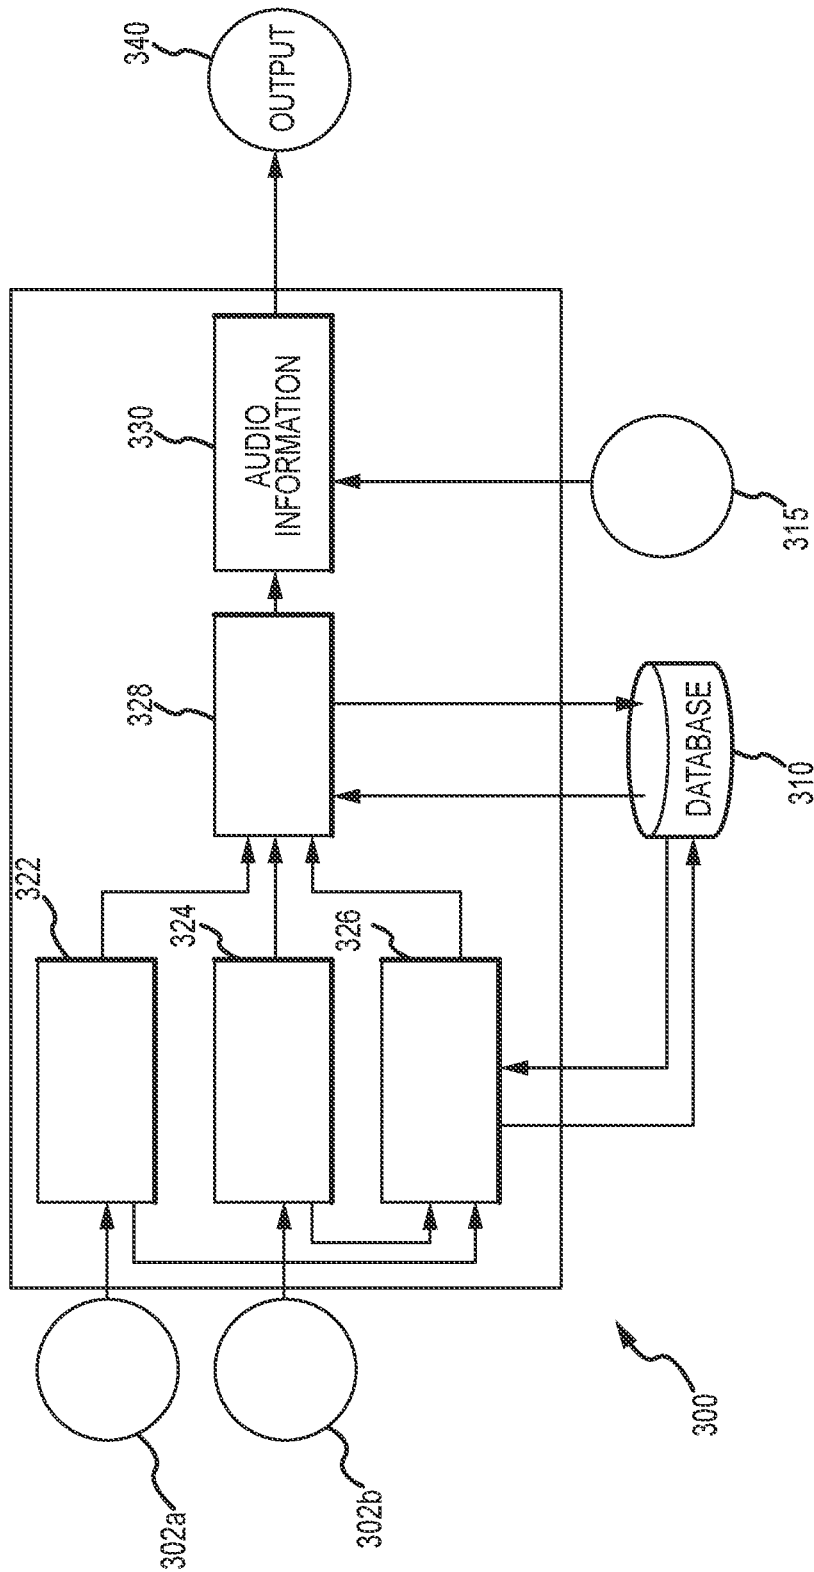 302a
302b
300
322
324
326
328
DATABASE
310
330
AUDIO
INFORMATION
315
340
OUTPUT